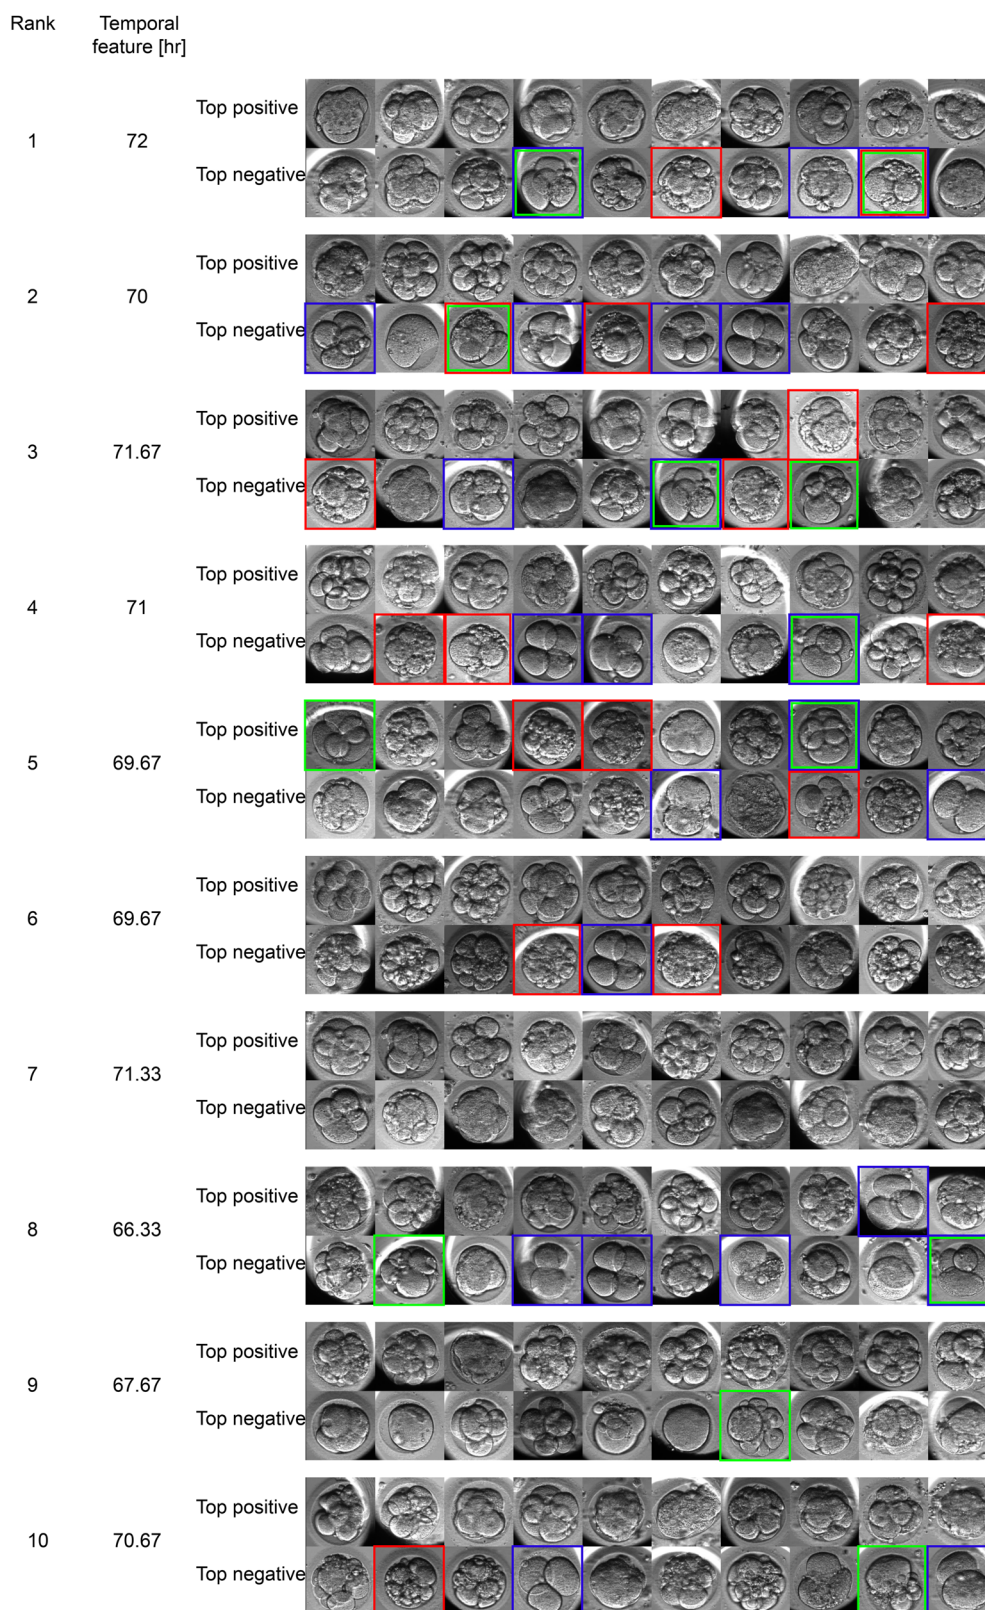 Rank
Temporal
feature [hr]
Top positive
1
72
Top negative
Top positive
2
70
Top negative
Top positive
3
71.67
Top negative
Top positive
4
71
Top negative
Top positive
5
69.67
Top negative
Top positive
6
69.67
Top negative
Top positive
7
71.33
Top negative
Top positive
8
66.33
Top negative
Top positive
9
67.67
Top negative
Top positive
10
70.67
Top negative